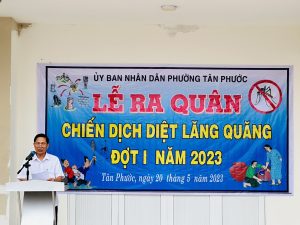 ỦY BAN NHÂN DÂN PHƯỜNG TÂN PHƯỚC
LỄ RA QUÂN
CHIẾN DỊCH DIỆT LĂNG QUĂNG
ĐỢT I NĂM 2023
Tân Phước, ngày 20 tháng 5 năm 2023